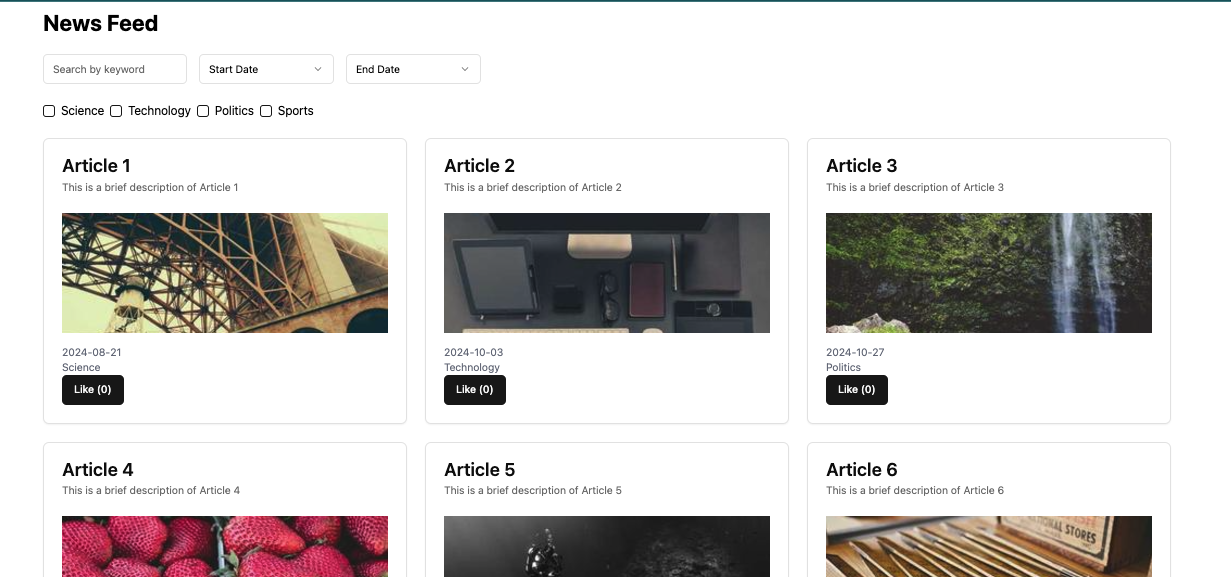 News Feed
Search by keyword Start Date End Date
Science Technology Politics Sports
Article 1
This is a brief description of Article 1
2024-08-21
Science
Like (0)
Article 2
This is a brief description of Article 2
2024-10-03
Technology
Like (0)
Article 3
This is a brief description of Article 3
2024-10-27
Politics
Like (0)
Article 4
This is a brief description of Article 4
Article 5
This is a brief description of Article 5
Article 6
This is a brief description of Article 6
STORES